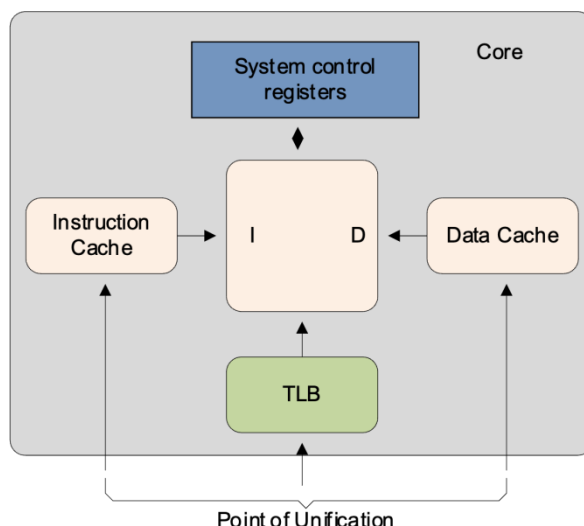 System control
registers
Core
Instruction
Cache
I
D
Data Cache
TLB
Point of Unification